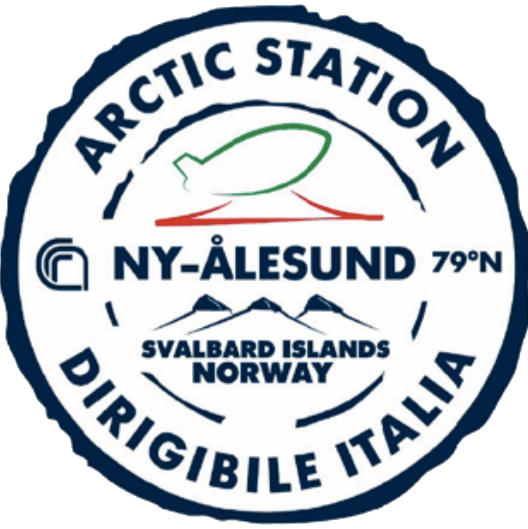 ARCTIC STATION
NY-ÅLESUND 79°N
SVALBARD ISLANDS
NORWAY
DIRIGIBILE ITALIA